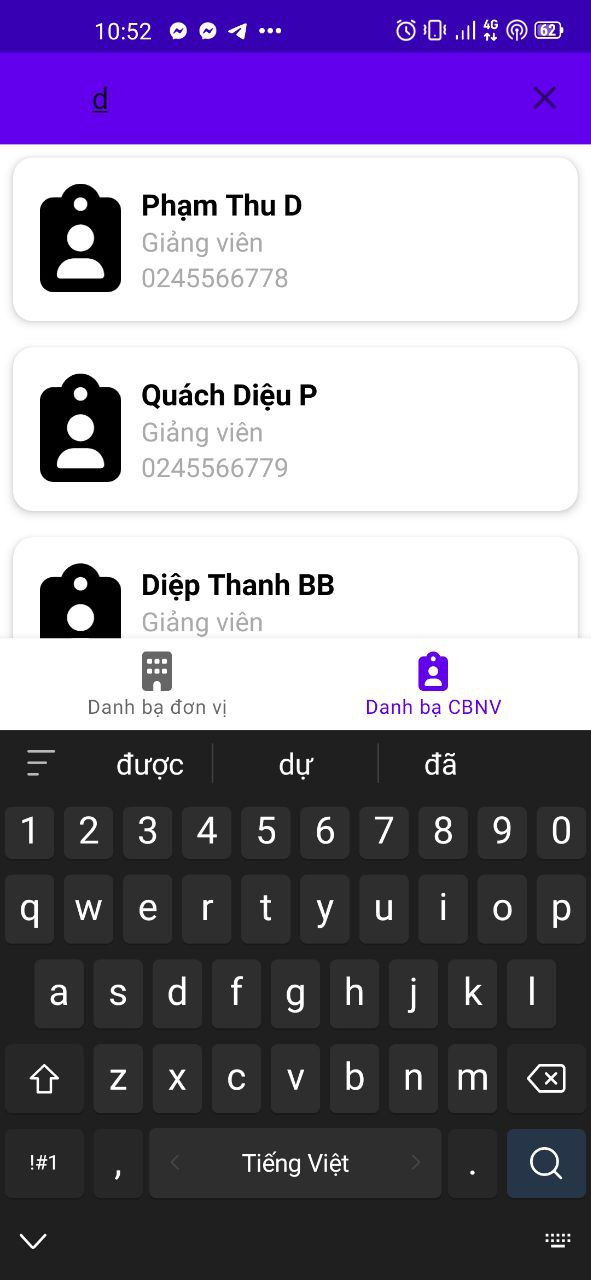 10:52 4G 62
d
Phạm Thu D
Giảng viên
0245566778
Quách Diệu P
Giảng viên
0245566779
Diệp Thanh BB
Giảng viên
Danh bạ đơn vị Danh bạ CBNV
được dự đã
1 2 3 4 5 6 7 8 9 0
q w e r t y u i o p
a s d f g h j k l
z x c v b n m
!#1 , Tiếng Việt .